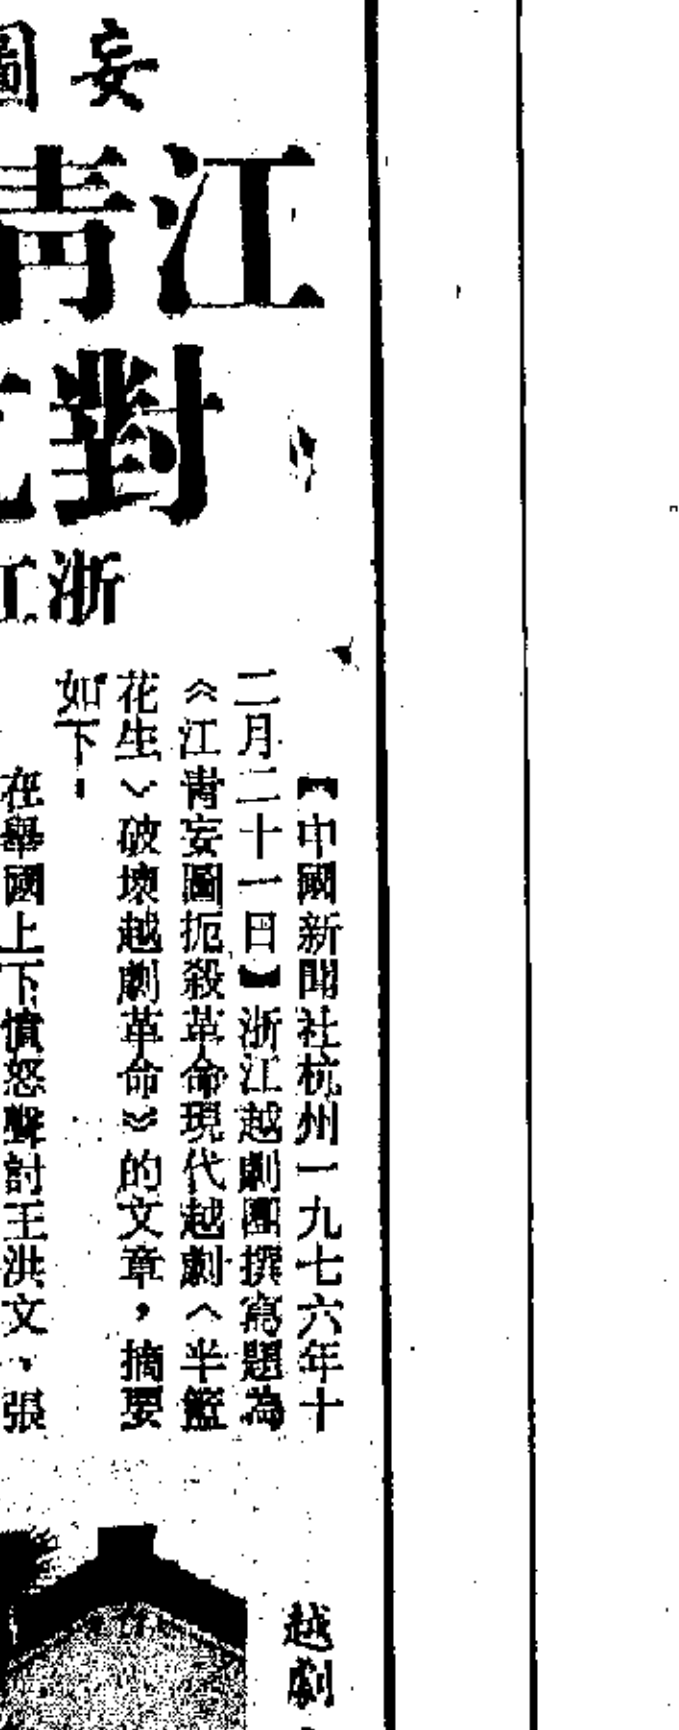 妄圖
江青
對
浙江
【中國新聞社杭州一九七六年十
二月二十一日】浙江越劇團撰寫題為
《江青妄圖扼殺革命現代越劇〈半籃
花生〉破壞越劇革命》的文章，摘要
如下：
在舉國上下憤怒聲討王洪文、張
越劇